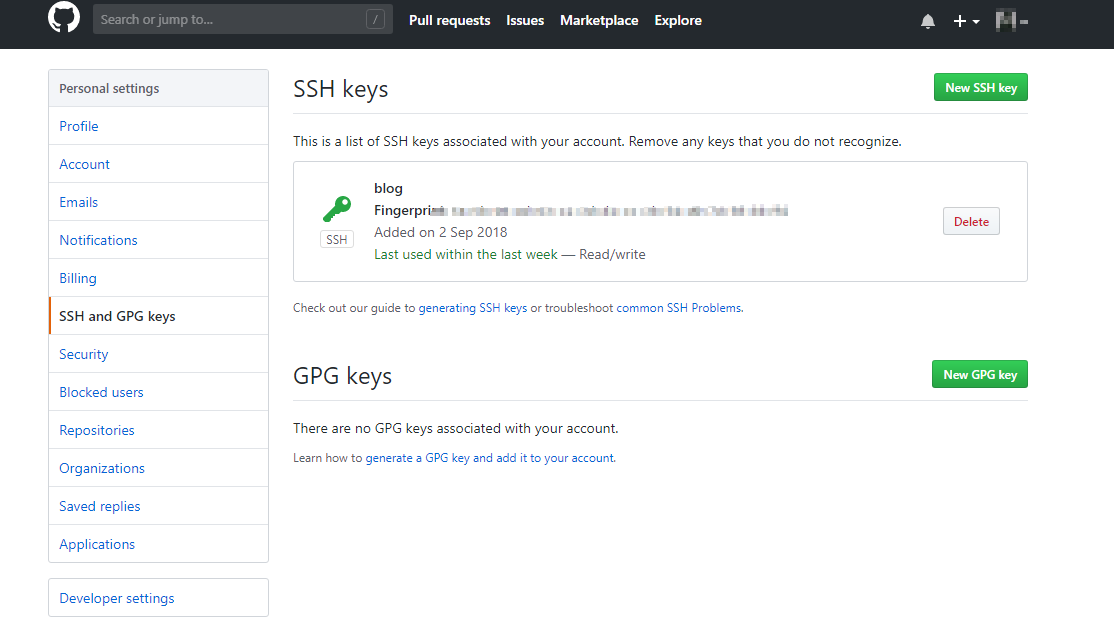 Search or jump to... / Pull requests Issues Marketplace Explore
Personal settings
Profile
Account
Emails
Notifications
Billing
SSH and GPG keys
Security
Blocked users
Repositories
Organizations
Saved replies
Applications
Developer settings
SSH keys
New SSH key
This is a list of SSH keys associated with your account. Remove any keys that you do not recognize.
SSH
blog
Fingerprint
Added on 2 Sep 2018
Last used within the last week — Read/write
Delete
Check out our guide to generating SSH keys or troubleshoot common SSH Problems.
GPG keys
New GPG key
There are no GPG keys associated with your account.
Learn how to generate a GPG key and add it to your account.